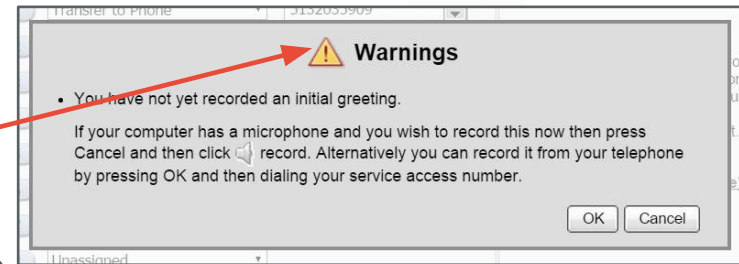 Transfer to Phone 5132035909
Warnings
• You have not yet recorded an initial greeting.
If your computer has a microphone and you wish to record this now then press
Cancel and then click record. Alternatively you can record it from your telephone
by pressing OK and then dialing your service access number.
OK Cancel
Unassigned